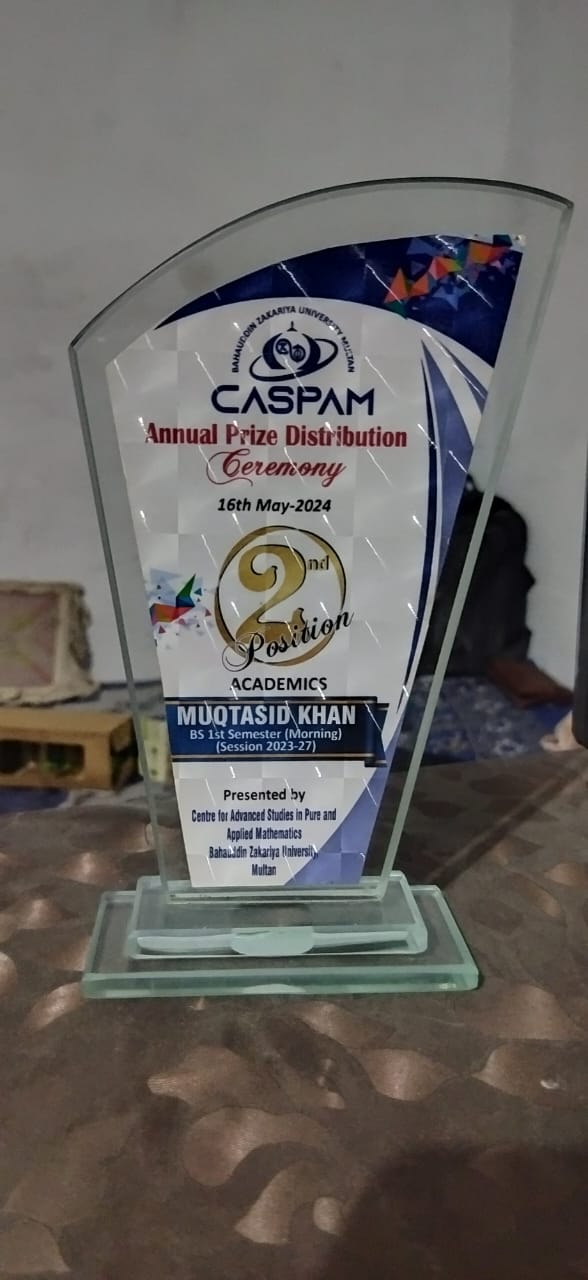 BAHAUDDIN ZAKARIYA UNIVERSITY MULTAN
CASPAM
Annual Prize Distribution
Ceremony
16th May-2024
2nd
Position
ACADEMICS
MUQTASID KHAN
BS 1st Semester (Morning)
(Session 2023-27)
Presented by
Centre for Advanced Studies in Pure and
Applied Mathematics
Bahauddin Zakariya University,
Multan